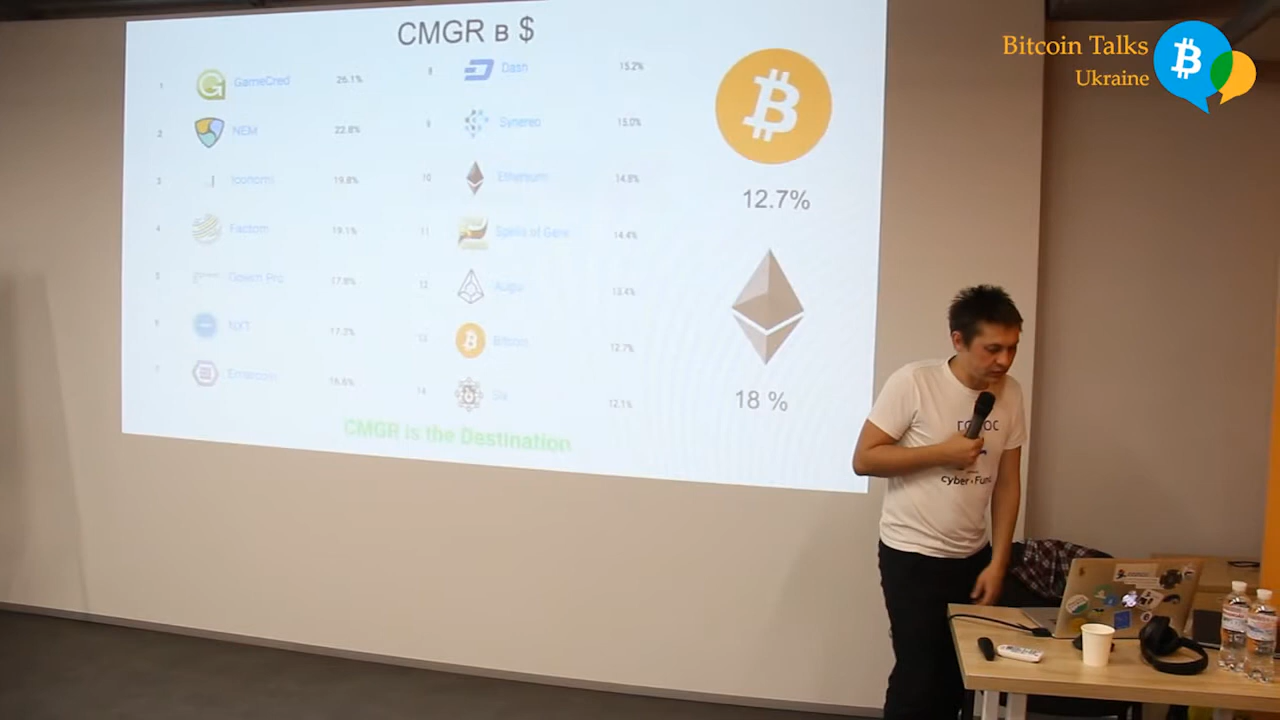 CMGR в $
1 GameCred 26.1%
2 NEM 22.8%
3 Iconomi 19.8%
4 Factom 19.1%
5 Golem Pro 17.8%
6 NXT 17.2%
7 Emercoin 16.6%
8 Dash 15.2%
9 Synereo 15.0%
10 Ethereum 14.8%
11 Spells of Gene 14.4%
12 Augur 13.4%
13 Bitcoin 12.7%
14 Sia 12.1%
CMGR is the Destination
12.7%
18 %
Bitcoin Talks
Ukraine
cyber•Fund